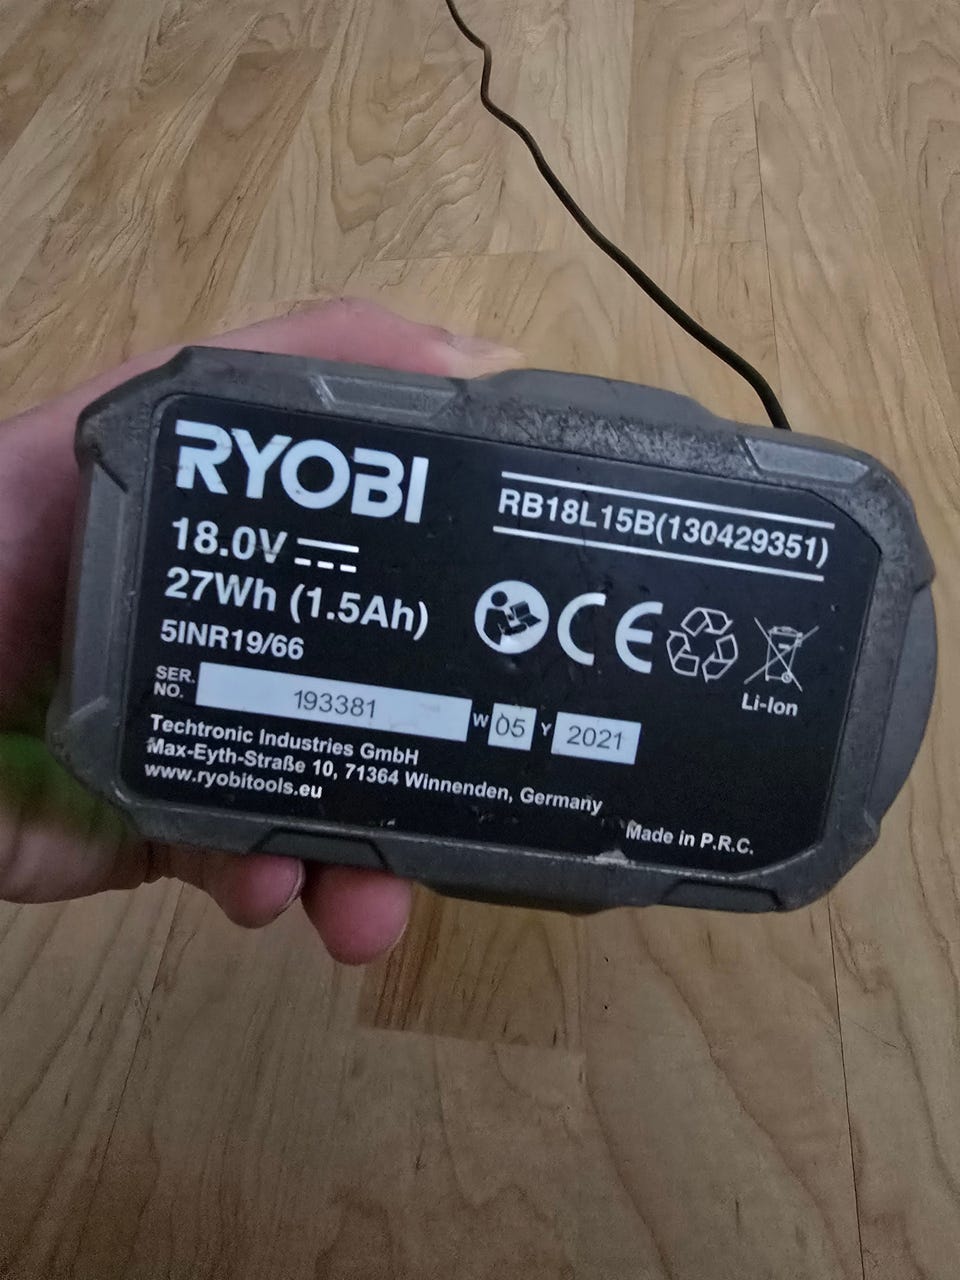 RYOBI
18.0V
27Wh (1.5Ah)
5INR19/66
RB18L15B(130429351)
Li-Ion
SER. NO. 193381 W 05 Y 2021
Techtronic Industries GmbH
Max-Eyth-Straße 10, 71364 Winnenden, Germany
www.ryobitools.eu
Made in P.R.C.